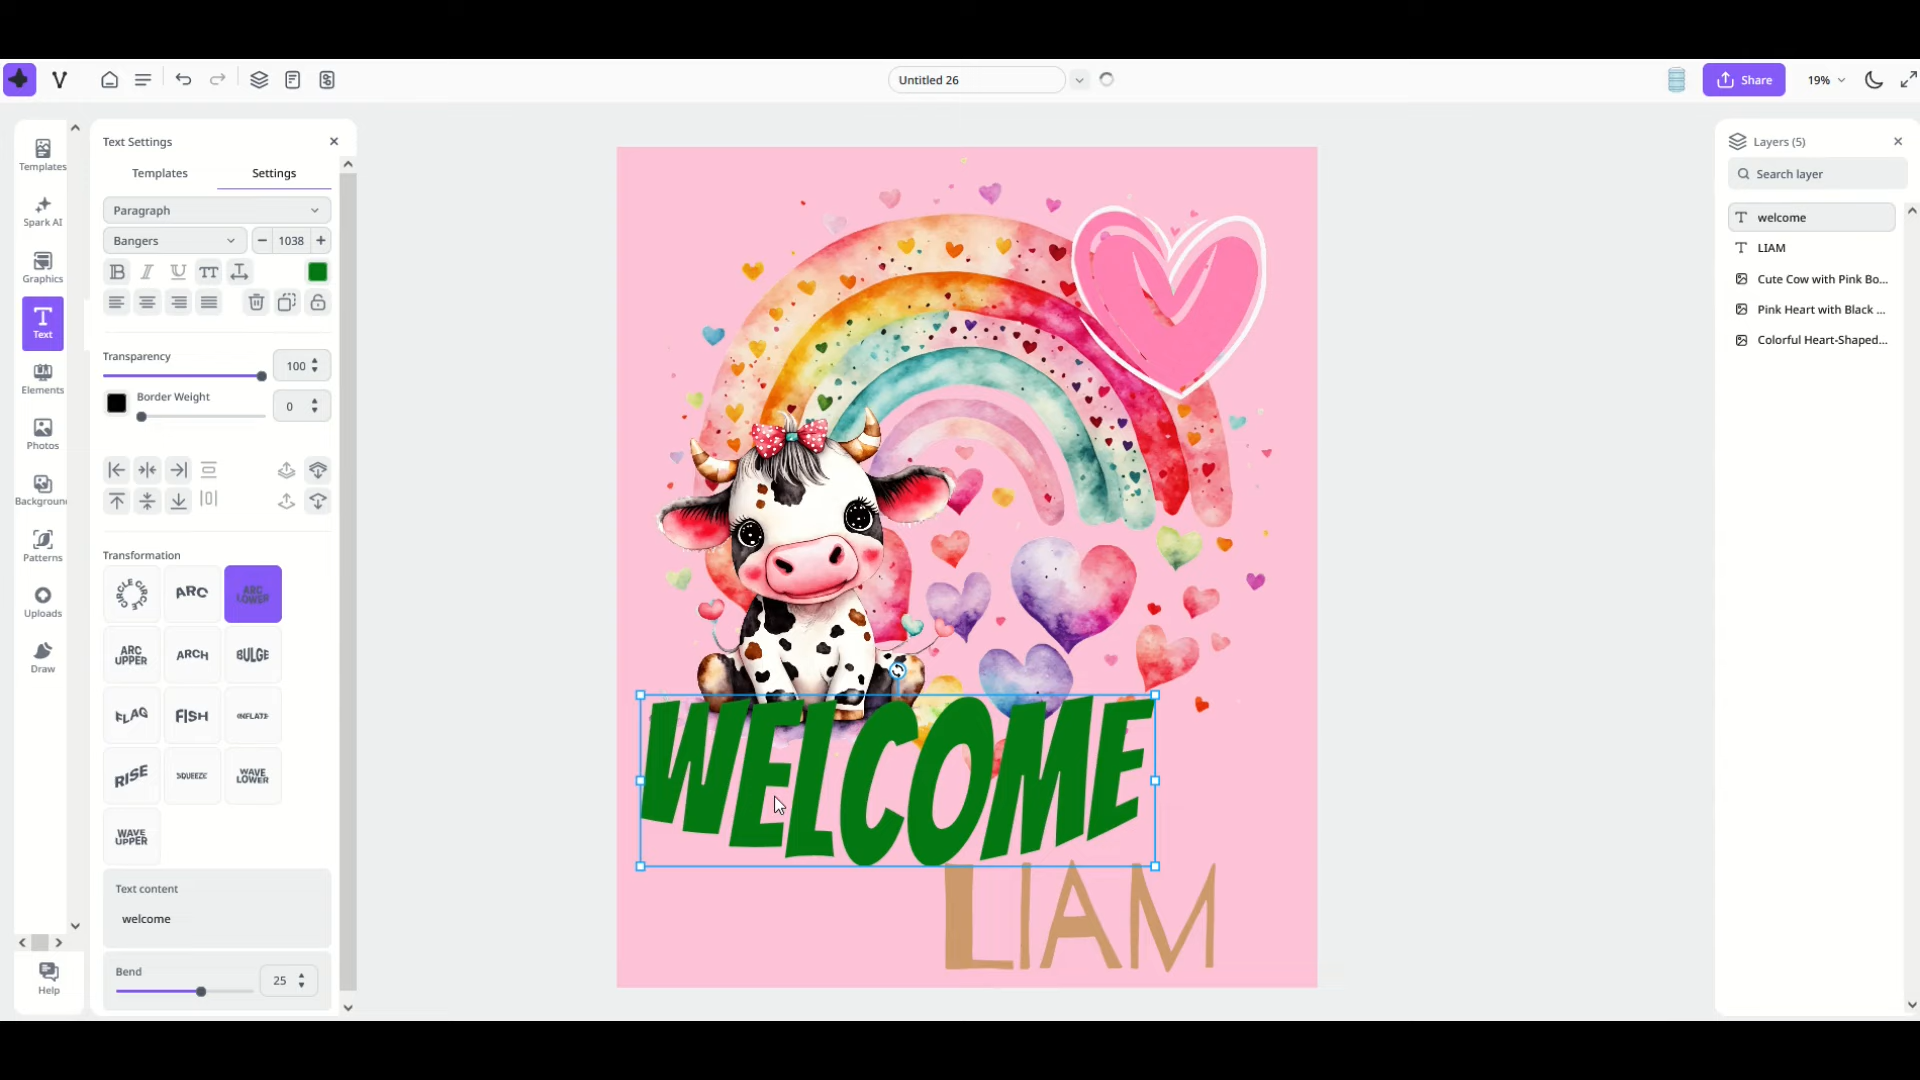 Untitled 26
Share
19%
Templates
Spark AI
Graphics
Text
Elements
Photos
Background
Patterns
Uploads
Draw
Help
Text Settings
Templates
Settings
Paragraph
Bangers
1038
B I U TT T
Transparency
100
Border Weight
0
Transformation
CIRCLE CIRCLE
ARC
ARC LOWER
ARC UPPER
ARCH
BULGE
FLAG
FISH
INFLATE
RISE
SQUEEZE
WAVE LOWER
WAVE UPPER
Text content
welcome
Bend
25
WELCOME
LIAM
Layers (5)
Search layer
welcome
LIAM
Cute Cow with Pink Bo...
Pink Heart with Black ...
Colorful Heart-Shaped...